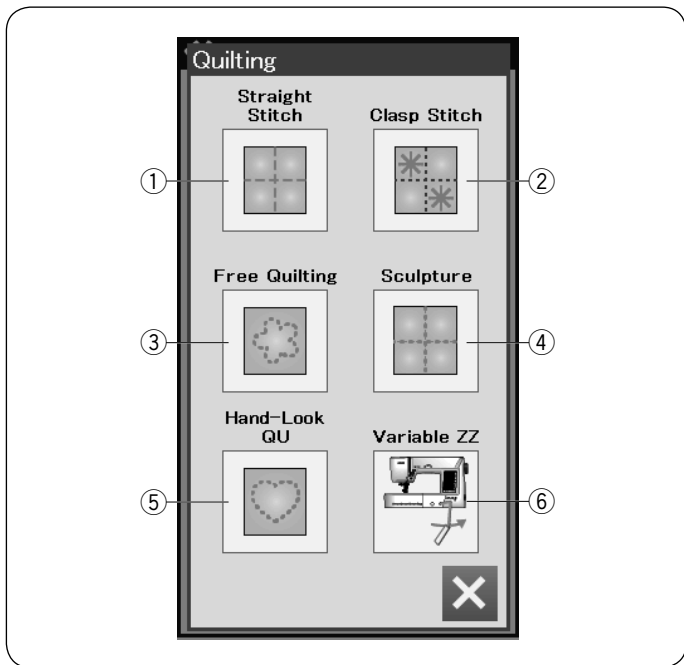 Quilting
Straight
Stitch
Clasp Stitch
①
②
Free Quilting
Sculpture
③
④
Hand-Look
QU
Variable ZZ
⑤
⑥